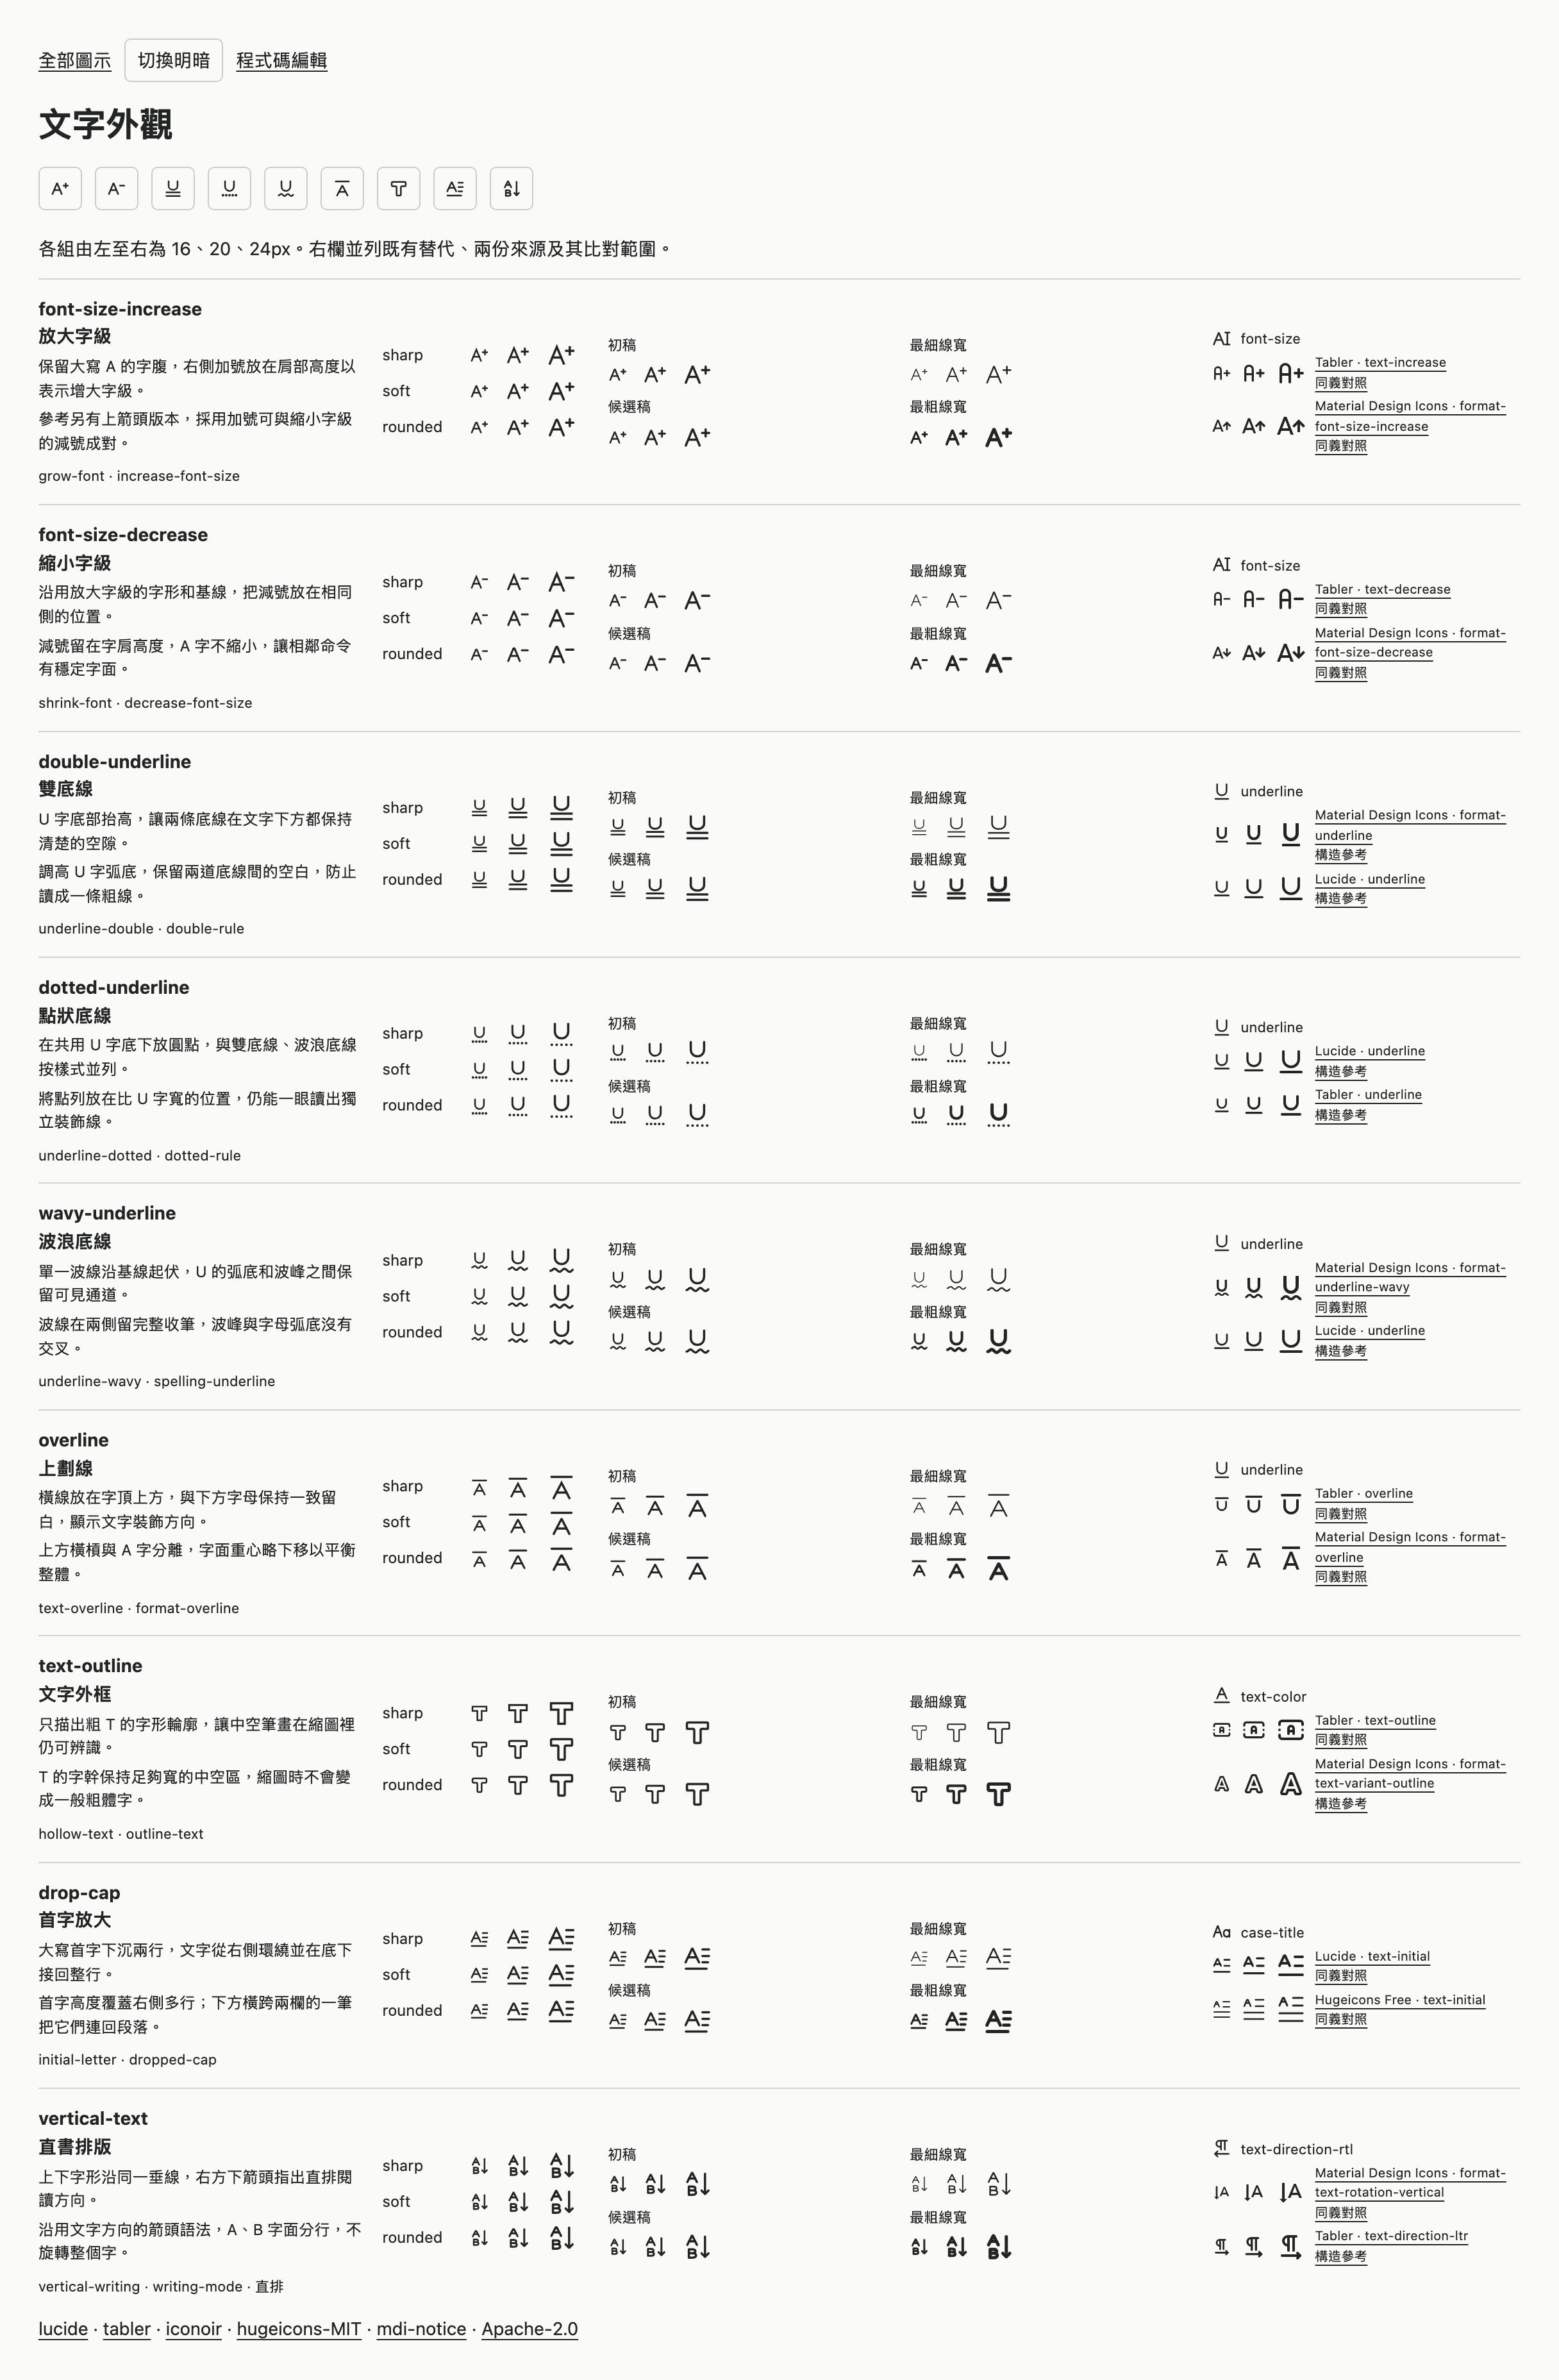 全部圖示 切換明暗 程式碼編輯
文字外觀
各組由左至右為 16、20、24px。右欄並列既有替代、兩份來源及其比對範圍。
font-size-increase
放大字級
保留大寫 A 的字腹，右側加號放在肩部高度以
表示增大字級。
參考另有上箭頭版本，採用加號可與縮小字級
的減號成對。
grow-font · increase-font-size
sharp
soft
rounded
初稿
候選稿
最細線寬
最粗線寬
font-size
Tabler · text-increase
同義對照
Material Design Icons · format-
font-size-increase
同義對照
font-size-decrease
縮小字級
沿用放大字級的字形和基線，把減號放在相同
側的位置。
減號留在字肩高度，A 字不縮小，讓相鄰命令
有穩定字面。
shrink-font · decrease-font-size
sharp
soft
rounded
初稿
候選稿
最細線寬
最粗線寬
font-size
Tabler · text-decrease
同義對照
Material Design Icons · format-
font-size-decrease
同義對照
double-underline
雙底線
U 字底部抬高，讓兩條底線在文字下方都保持
清楚的空隙。
調高 U 字弧底，保留兩道底線間的空白，防止
讀成一條粗線。
underline-double · double-rule
sharp
soft
rounded
初稿
候選稿
最細線寬
最粗線寬
underline
Material Design Icons · format-
underline
構造參考
Lucide · underline
構造參考
dotted-underline
點狀底線
在共用 U 字底下放圓點，與雙底線、波浪底線
按樣式並列。
將點列放在比 U 字寬的位置，仍能一眼讀出獨
立裝飾線。
underline-dotted · dotted-rule
sharp
soft
rounded
初稿
候選稿
最細線寬
最粗線寬
underline
Lucide · underline
構造參考
Tabler · underline
構造參考
wavy-underline
波浪底線
單一波線沿基線起伏，U 的弧底和波峰之間保
留可見通道。
波線在兩側留完整收筆，波峰與字母弧底沒有
交叉。
underline-wavy · spelling-underline
sharp
soft
rounded
初稿
候選稿
最細線寬
最粗線寬
underline
Material Design Icons · format-
underline-wavy
同義對照
Lucide · underline
構造參考
overline
上劃線
橫線放在字頂上方，與下方字母保持一致留
白，顯示文字裝飾方向。
上方橫槓與 A 字分離，字面重心略下移以平衡
整體。
text-overline · format-overline
sharp
soft
rounded
初稿
候選稿
最細線寬
最粗線寬
underline
Tabler · overline
同義對照
Material Design Icons · format-
overline
同義對照
text-outline
文字外框
只描出粗 T 的字形輪廓，讓中空筆畫在縮圖裡
仍可辨識。
T 的字幹保持足夠寬的中空區，縮圖時不會變
成一般粗體字。
hollow-text · outline-text
sharp
soft
rounded
初稿
候選稿
最細線寬
最粗線寬
text-color
Tabler · text-outline
同義對照
Material Design Icons · format-
text-variant-outline
構造參考
drop-cap
首字放大
大寫首字下沉兩行，文字從右側環繞並在底下
接回整行。
首字高度覆蓋右側多行；下方橫跨兩欄的一筆
把它們連回段落。
initial-letter · dropped-cap
sharp
soft
rounded
初稿
候選稿
最細線寬
最粗線寬
case-title
Lucide · text-initial
同義對照
Hugeicons Free · text-initial
同義對照
vertical-text
直書排版
上下字形沿同一垂線，右方下箭頭指出直排閱
讀方向。
沿用文字方向的箭頭語法，A、B 字面分行，不
旋轉整個字。
vertical-writing · writing-mode · 直排
sharp
soft
rounded
初稿
候選稿
最細線寬
最粗線寬
text-direction-rtl
Material Design Icons · format-
text-rotation-vertical
同義對照
Tabler · text-direction-ltr
構造參考
lucide · tabler · iconoir · hugeicons-MIT · mdi-notice · Apache-2.0